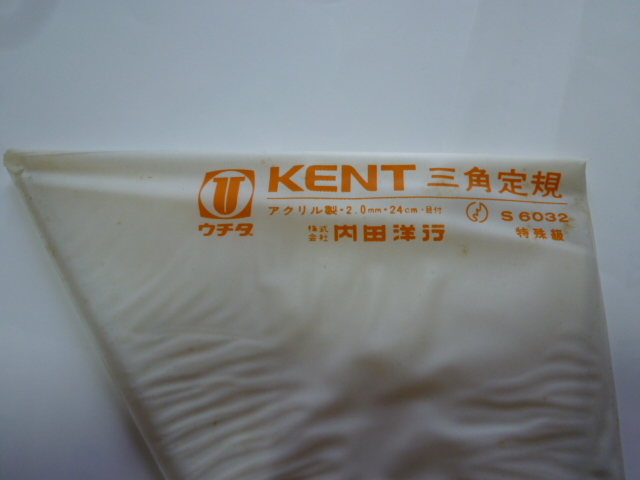 KENT 三角定規
アクリル製・2.0mm・24cm・目付
S 6032
ウチダ
株式会社 内田洋行
特殊級